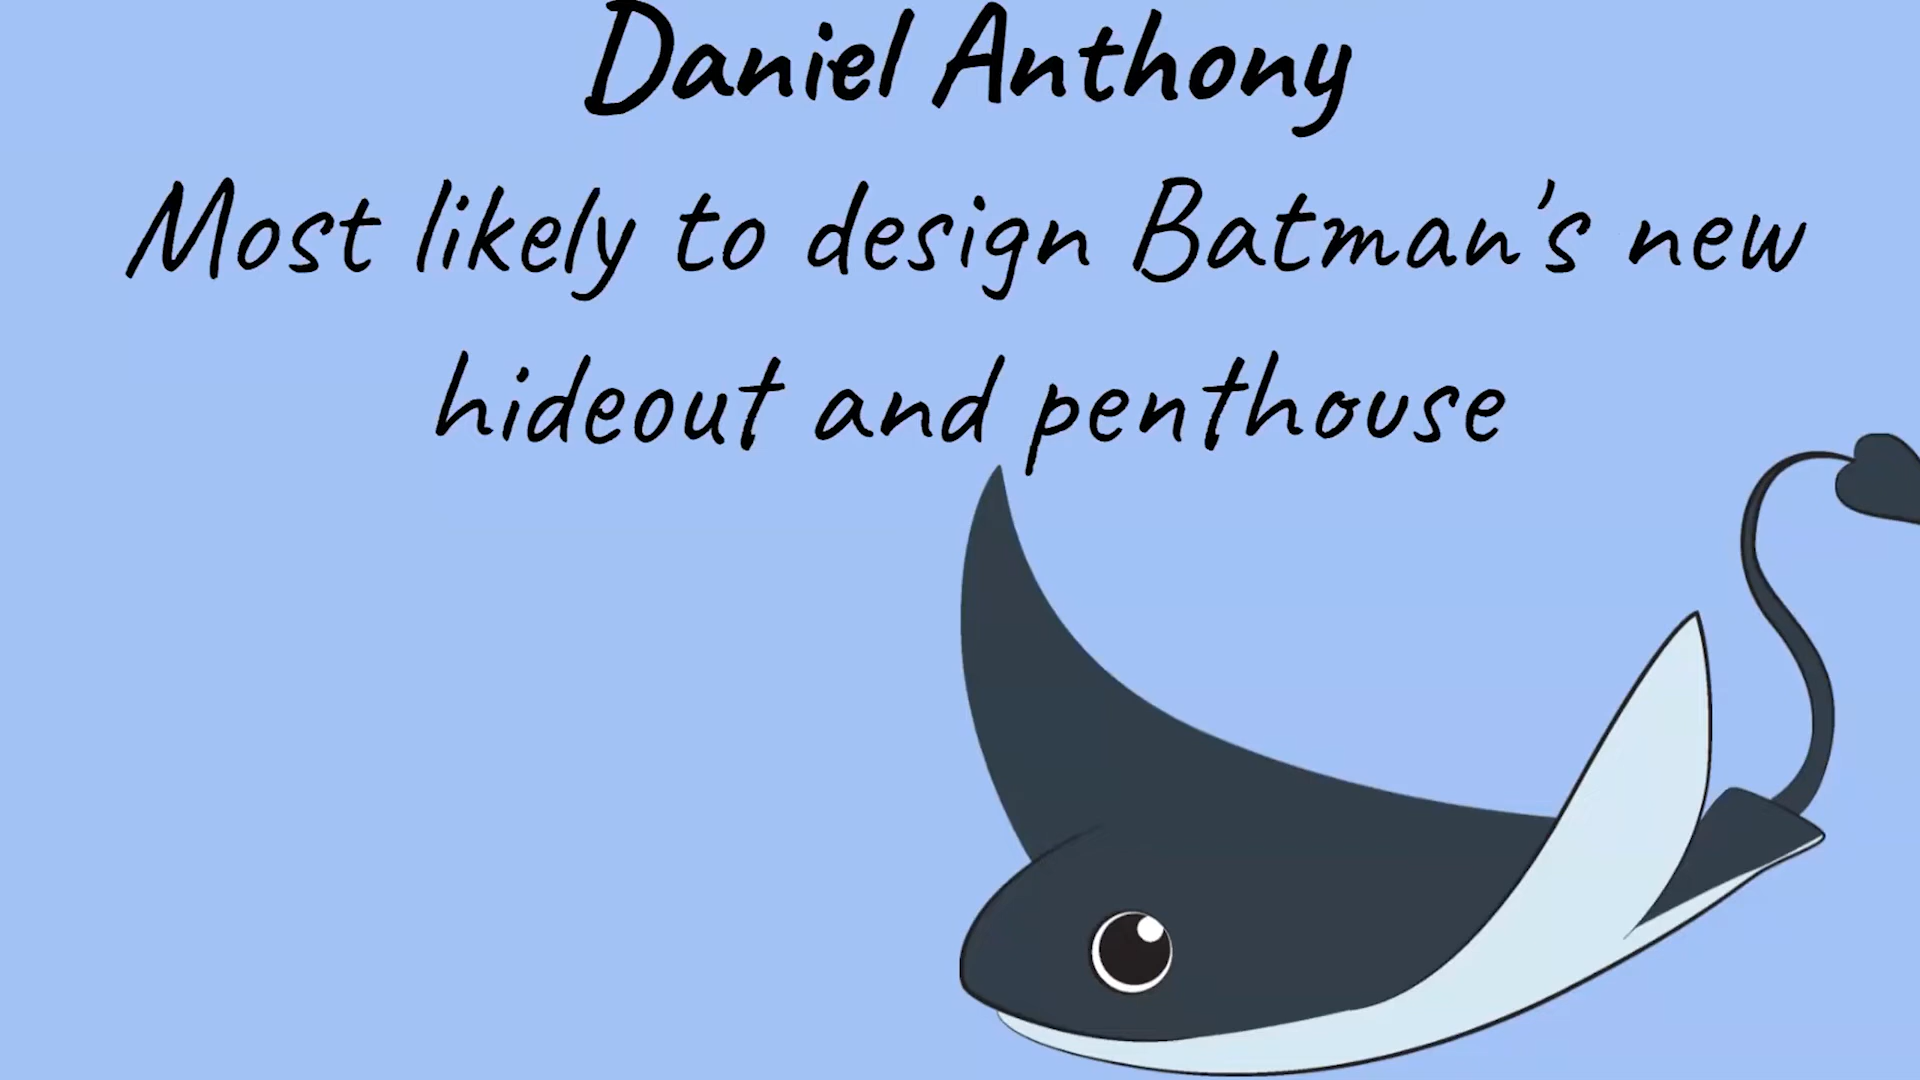 Daniel Anthony
Most likely to design Batman's new
hideout and penthouse